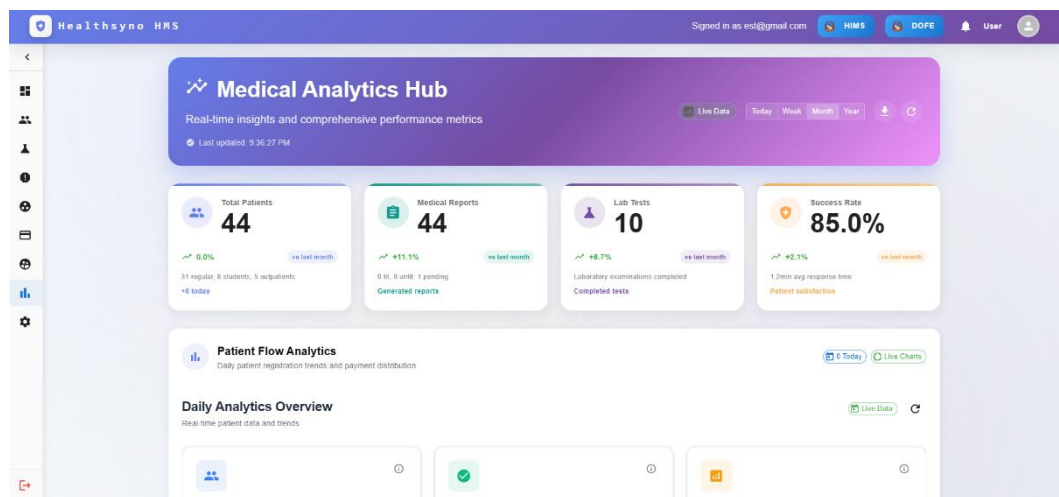 Healthsyno HMS
Signed in as est@gmail.com
HIMS
DOFE
User
Medical Analytics Hub
Real-time insights and comprehensive performance metrics
Last updated: 9:36:27 PM
Live Data
Today Week Month Year
Total Patients
44
0.0%
vs last month
31 regular, 8 students, 5 outpatients
+0 today
Medical Reports
44
+11.1%
vs last month
0 fit, 0 unfit, 1 pending
Generated reports
Lab Tests
10
+8.7%
vs last month
Laboratory examinations completed
Completed tests
Success Rate
85.0%
+2.1%
vs last month
1.2min avg response time
Patient satisfaction
Patient Flow Analytics
Daily patient registration trends and payment distribution
0 Today
Live Charts
Daily Analytics Overview
Real-time patient data and trends
Live Data